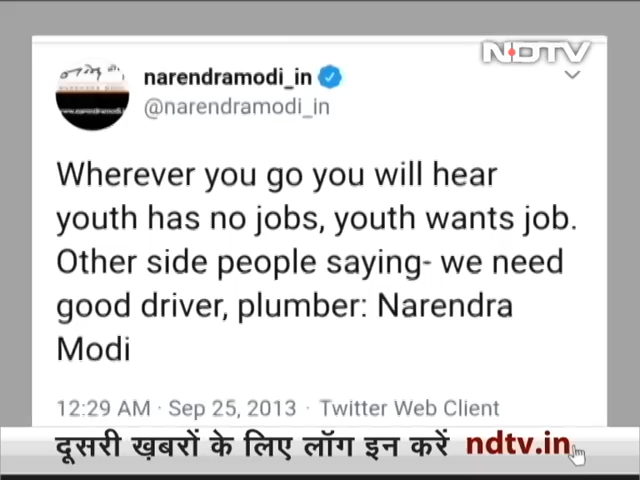 NDTV
narendramodi_in
@narendramodi_in
Wherever you go you will hear
youth has no jobs, youth wants job.
Other side people saying- we need
good driver, plumber: Narendra
Modi
12:29 AM · Sep 25, 2013 · Twitter Web Client
दूसरी ख़बरों के लिए लॉग इन करें ndtv.in